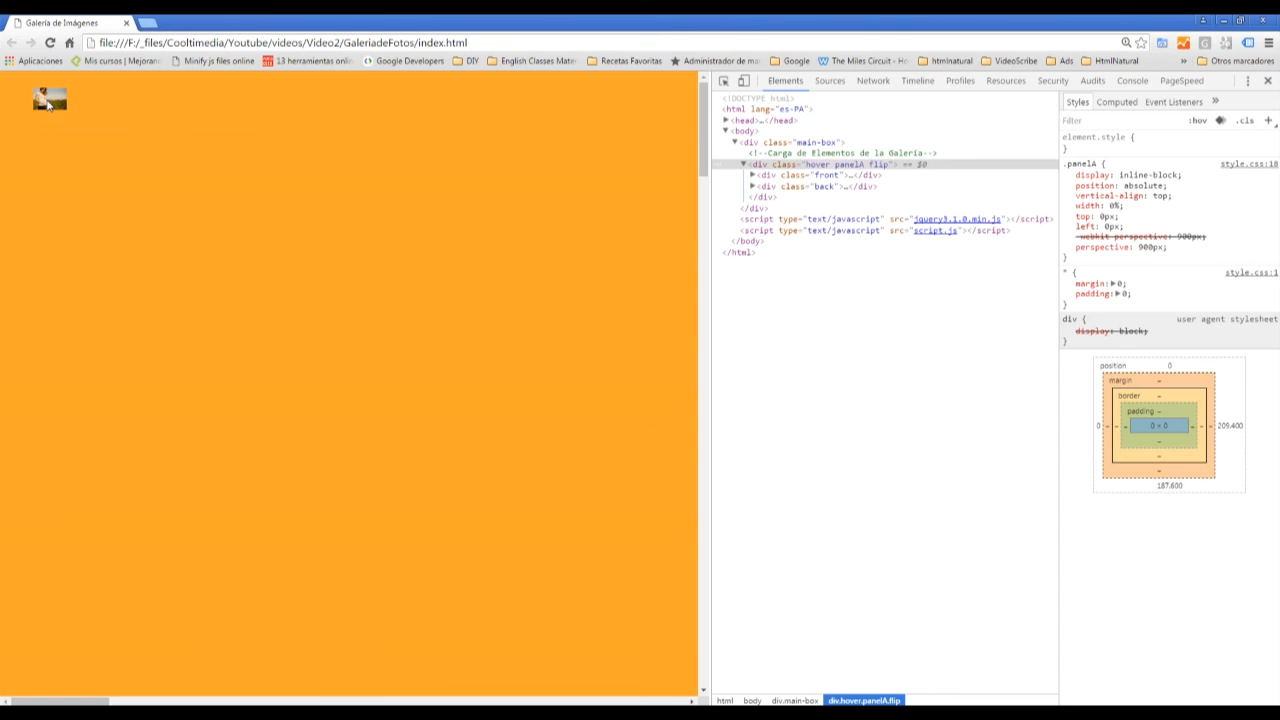 Galería de Imágenes
file:///F:/_files/Cooltimedia/Youtube/videos/Video2/GaleriadeFotos/index.html
Aplicaciones Mis cursos | Mejoran Minify js files online 13 herramientas onli Google Developers DIY English Classes Mater Recetas Favoritas Administrador de ma Google The Miles Circuit - Ho htmlnatural VideoScribe Ads HtmlNatural » Otros marcadores
Elements Sources Network Timeline Profiles Resources Security Audits Console PageSpeed
<!DOCTYPE html>
<html lang="es-PA">
<head>…</head>
<body>
<div class="main-box">
<!--Carga de Elementos de la Galería-->
<div class="hover panelA flip"> == $0
<div class="front">…</div>
<div class="back">…</div>
</div>
</div>
<script type="text/javascript" src="jquery3.1.0.min.js"></script>
<script type="text/javascript" src="script.js"></script>
</body>
</html>
html body div.main-box div.hover.panelA.flip
Styles Computed Event Listeners »
Filter :hov .cls +
element.style {
}
.panelA { style.css:18
display: inline-block;
position: absolute;
vertical-align: top;
width: 0%;
top: 0px;
left: 0px;
-webkit-perspective: 900px;
perspective: 900px;
}
* { style.css:1
margin: 0;
padding: 0;
}
div { user agent stylesheet
display: block;
}
position 0
margin -
border -
padding -
0 - - - 0 × 0 - - - 209.400
-
-
-
187.600